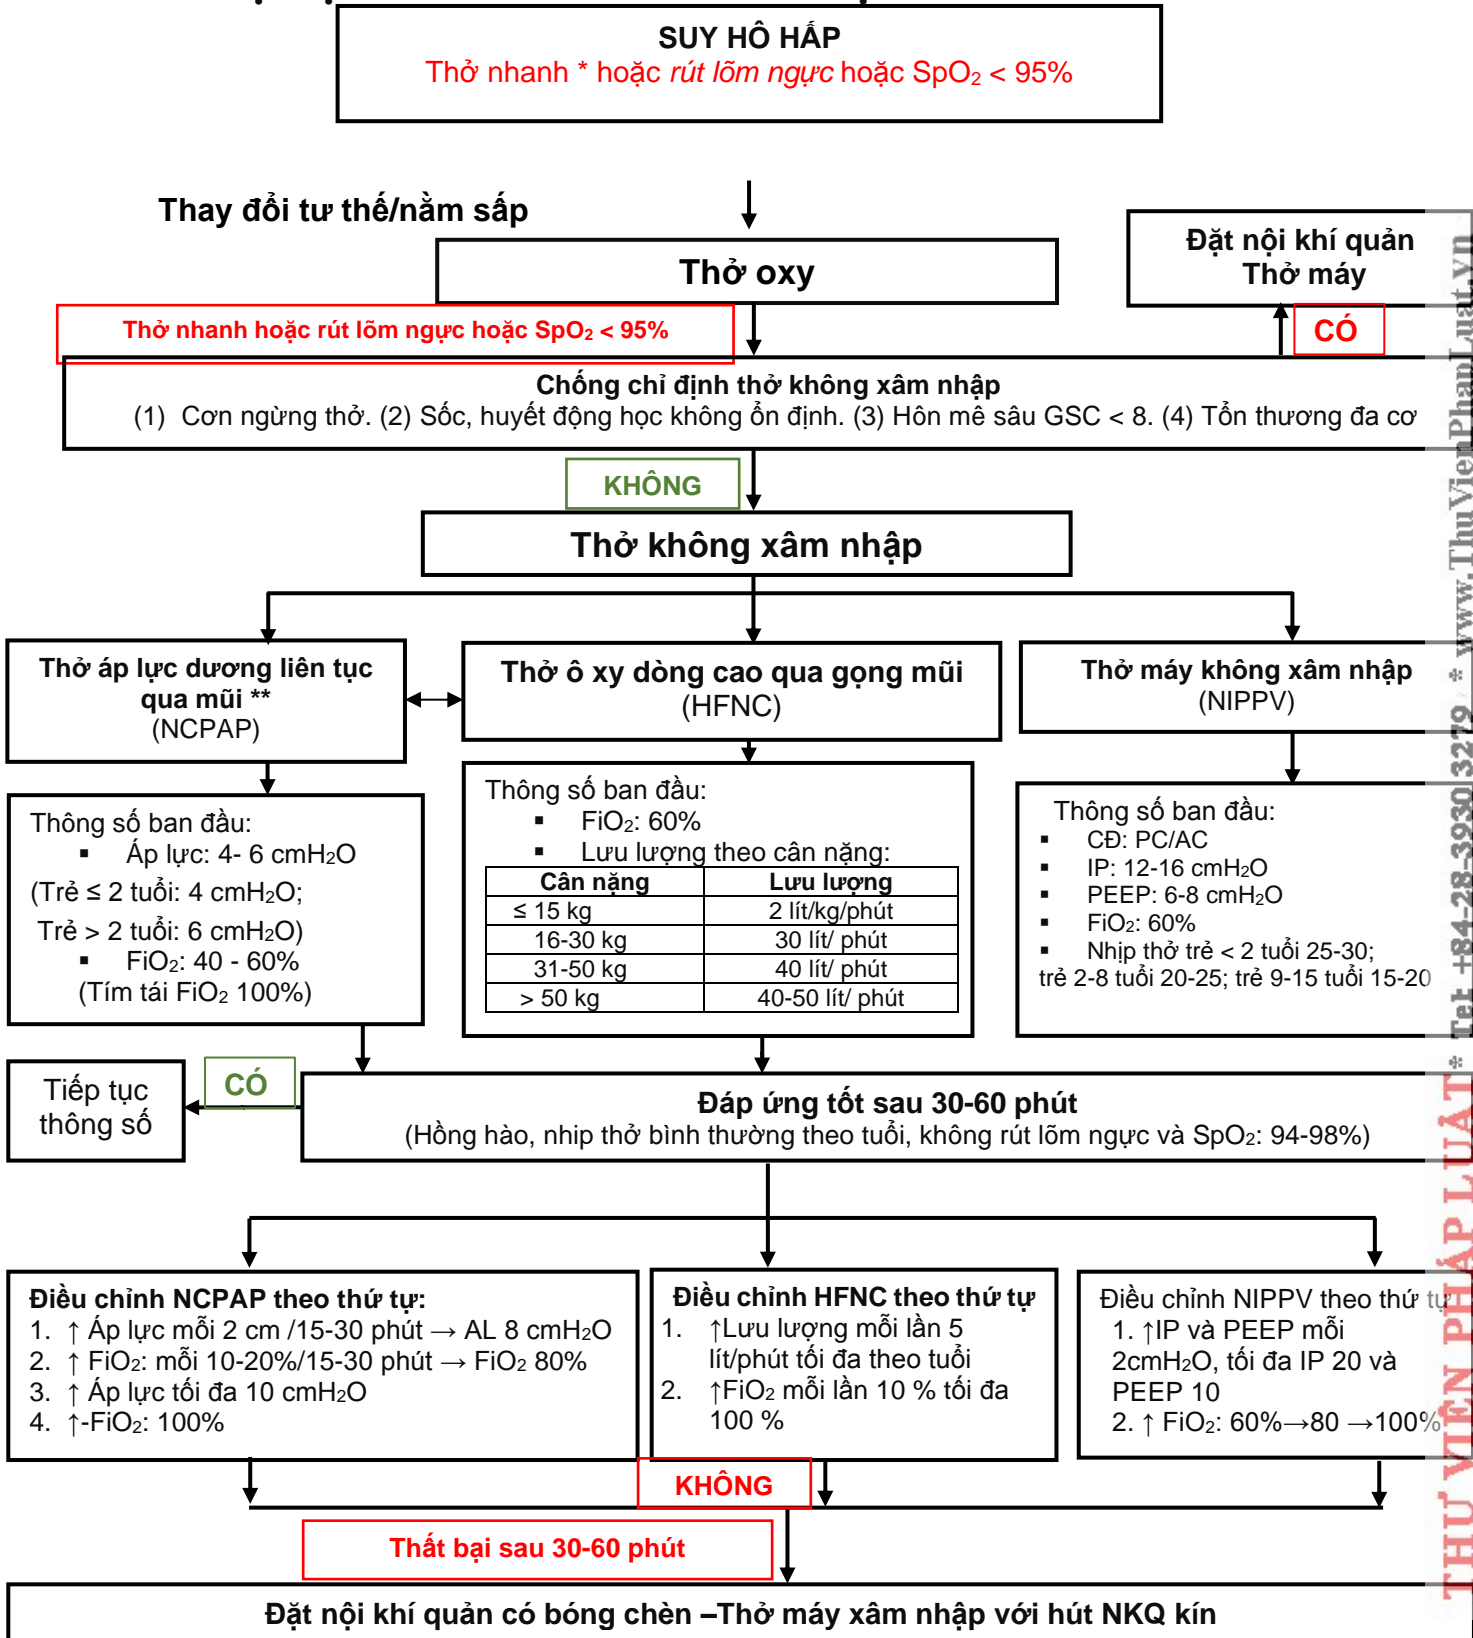 SUY HÔ HẤP
Thở nhanh * hoặc rút lõm ngực hoặc SpO₂ < 95%
Thay đổi tư thế/nằm sấp
Thở oxy
Đặt nội khí quản
Thở máy
Thở nhanh hoặc rút lõm ngực hoặc SpO₂ < 95%
CÓ
Chống chỉ định thở không xâm nhập
(1) Cơn ngừng thở. (2) Sốc, huyết động học không ổn định. (3) Hôn mê sâu GSC < 8. (4) Tổn thương đa cơ
KHÔNG
Thở không xâm nhập
Thở áp lực dương liên tục
qua mũi **
(NCPAP)
Thở ô xy dòng cao qua gọng mũi
(HFNC)
Thở máy không xâm nhập
(NIPPV)
Thông số ban đầu:
▪ Áp lực: 4- 6 cmH₂O
(Trẻ ≤ 2 tuổi: 4 cmH₂O;
Trẻ > 2 tuổi: 6 cmH₂O)
▪ FiO₂: 40 - 60%
(Tím tái FiO₂ 100%)
Thông số ban đầu:
▪ FiO₂: 60%
▪ Lưu lượng theo cân nặng:
Cân nặng Lưu lượng
≤ 15 kg 2 lít/kg/phút
16-30 kg 30 lít/ phút
31-50 kg 40 lít/ phút
> 50 kg 40-50 lít/ phút
Thông số ban đầu:
▪ CĐ: PC/AC
▪ IP: 12-16 cmH₂O
▪ PEEP: 6-8 cmH₂O
▪ FiO₂: 60%
▪ Nhịp thở trẻ < 2 tuổi 25-30;
trẻ 2-8 tuổi 20-25; trẻ 9-15 tuổi 15-20
Tiếp tục
thông số
CÓ
Đáp ứng tốt sau 30-60 phút
(Hồng hào, nhip thở bình thường theo tuổi, không rút lõm ngực và SpO₂: 94-98%)
Điều chỉnh NCPAP theo thứ tự:
1. ↑ Áp lực mỗi 2 cm /15-30 phút → AL 8 cmH₂O
2. ↑ FiO₂: mỗi 10-20%/15-30 phút → FiO₂ 80%
3. ↑ Áp lực tối đa 10 cmH₂O
4. ↑-FiO₂: 100%
Điều chỉnh HFNC theo thứ tự
1. ↑Lưu lượng mỗi lần 5
lít/phút tối đa theo tuổi
2. ↑FiO₂ mỗi lần 10 % tối đa
100 %
Điều chỉnh NIPPV theo thứ tự
1. ↑IP và PEEP mỗi
2cmH₂O, tối đa IP 20 và
PEEP 10
2. ↑ FiO₂: 60%→80 →100%
KHÔNG
Thất bại sau 30-60 phút
Đặt nội khí quản có bóng chèn –Thở máy xâm nhập với hút NKQ kín
THƯ VIỆN PHÁP LUẬT * Tel: +84-28-3930 3279 * www.ThuVienPhapLuat.vn